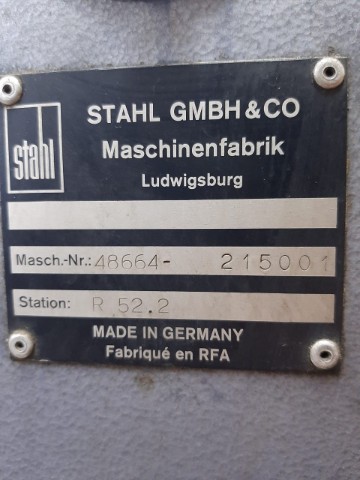 STAHL GMBH & CO
Maschinenfabrik
stahl
Ludwigsburg
Masch.-Nr.: 48664- 215001
Station: R 52.2
MADE IN GERMANY
Fabriqué en RFA